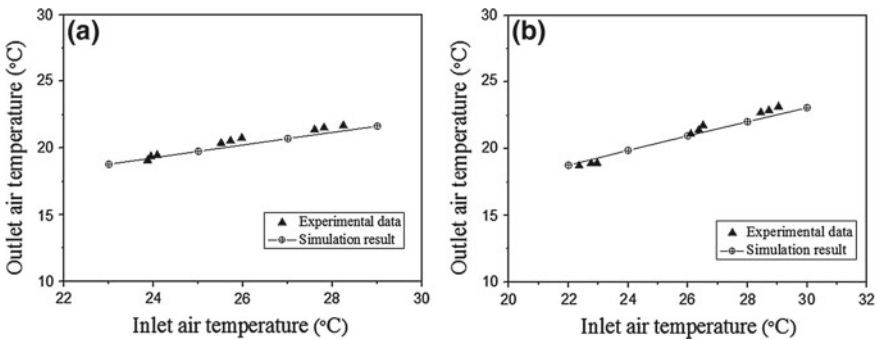 (a)
Outlet air temperature (°C)
30
25
20
15
10
Experimental data
Simulation result
22
24
26
28
30
Inlet air temperature (°C)
(b)
Outlet air temperature (°C)
30
25
20
15
10
Experimental data
Simulation result
20
22
24
26
28
30
32
Inlet air temperature (°C)